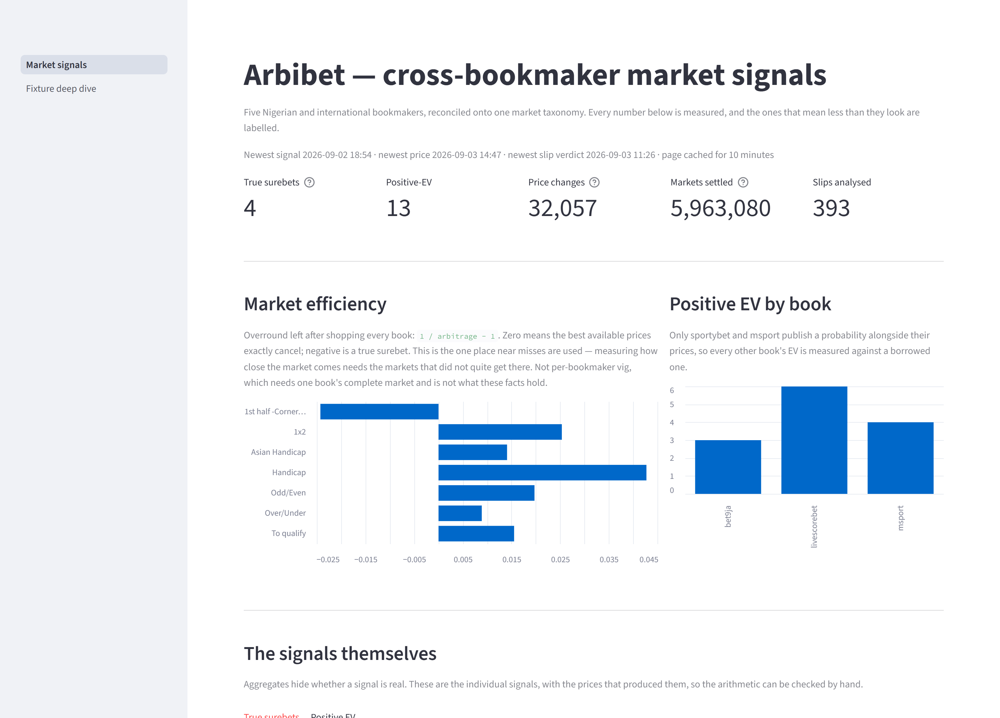 Market signals
Fixture deep dive
Arbibet — cross-bookmaker market signals
Five Nigerian and international bookmakers, reconciled onto one market taxonomy. Every number below is measured, and the ones that mean less than they look are
labelled.
Newest signal 2026-09-02 18:54 · newest price 2026-09-03 14:47 · newest slip verdict 2026-09-03 11:26 · page cached for 10 minutes
True surebets
4
Positive-EV
13
Price changes
32,057
Markets settled
5,963,080
Slips analysed
393
Market efficiency
Overround left after shopping every book: 1 / arbitrage - 1 . Zero means the best available prices
exactly cancel; negative is a true surebet. This is the one place near misses are used — measuring how
close the market comes needs the markets that did not quite get there. Not per-bookmaker vig,
which needs one book's complete market and is not what these facts hold.
1st half -Corner…
1x2
Asian Handicap
Handicap
Odd/Even
Over/Under
To qualify
−0.025 −0.015 −0.005 0.005 0.015 0.025 0.035 0.045
Positive EV by book
Only sportybet and msport publish a probability alongside their
prices, so every other book's EV is measured against a borrowed
one.
6
5
4
3
2
1
0
bet9ja
livescorebet
msport
The signals themselves
Aggregates hide whether a signal is real. These are the individual signals, with the prices that produced them, so the arithmetic can be checked by hand.
True surebets Positive EV